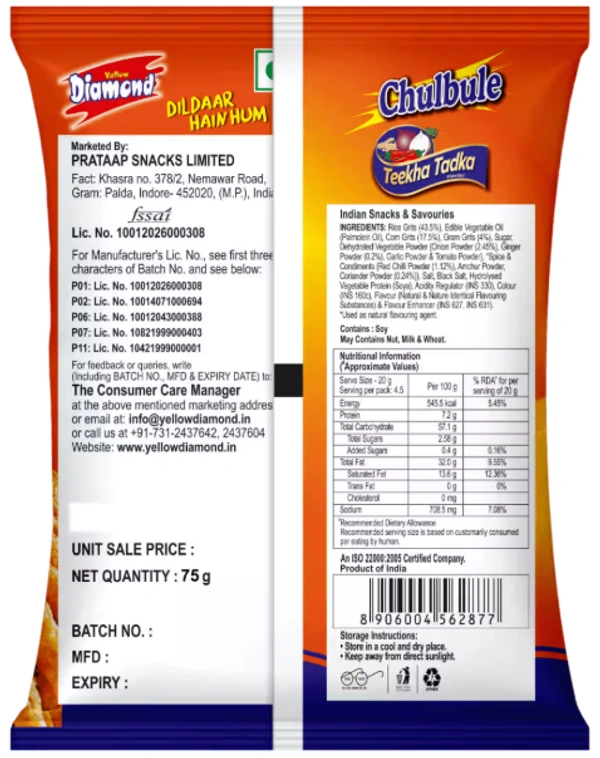 Yellow
Diamond
DILDAAR
HAIN HUM
Marketed By:
PRATAAP SNACKS LIMITED
Fact: Khasra no. 378/2, Nemawar Road,
Gram: Palda, Indore- 452020, (M.P.), India
fssai
Lic. No. 10012026000308
For Manufacturer's Lic. No., see first three
characters of Batch No. and see below:
P01: Lic. No. 10012026000308
P02: Lic. No. 10014071000694
P06: Lic. No. 10012043000388
P07: Lic. No. 10821999000403
P11: Lic. No. 10421999000001
For feedback or queries, write
(Including BATCH NO., MFD & EXPIRY DATE) to:
The Consumer Care Manager
at the above mentioned marketing addres
or email at: info@yellowdiamond.in
or call us at +91-731-2437642, 2437604
Website: www.yellowdiamond.in
UNIT SALE PRICE :
NET QUANTITY : 75 g
BATCH NO. :
MFD :
EXPIRY :
Chulbule
Teekha Tadka
Flavour
Indian Snacks & Savouries
INGREDIENTS: Rice Grits (43.5%), Edible Vegetable Oil
(Palmolein Oil), Corn Grits (17.5%), Gram Grits (4%), Sugar,
Dehydrated Vegetable Powder [Onion Powder (2.45%), Ginger
Powder (0.2%), Garlic Powder & Tomato Powder], *Spice &
Condiments [Red Chilli Powder (1.12%), Amchur Powder,
Coriander Powder (0.24%)], Salt, Black Salt, Hydrolysed
Vegetable Protein (Soya), Acidity Regulator (INS 330), Colour
(INS 160c), Flavour (Natural & Nature Identical Flavouring
Substances) & Flavour Enhancer (INS 627, INS 631).
*Used as natural flavouring agent.
Contains : Soy
May Contains Nut, Milk & Wheat.
Nutritional Information
(*Approximate Values)
Serve Size - 20 g
Serving per pack: 4.5 Per 100 g % RDA* for per serving of 20 g
Energy 545.5 kcal 5.45%
Protein 7.2 g
Total Carbohydrate 57.1 g
Total Sugars 2.58 g
Added Sugars 0.4 g 0.16%
Total Fat 32.0 g 9.55%
Saturated Fat 13.6 g 12.36%
Trans Fat 0 g 0%
Cholesterol 0 mg
Sodium 708.5 mg 7.08%
*Recommended Dietary Allowance
Recommended serving size is based on customarily consumed
per eating by human.
An ISO 22000:2005 Certified Company.
Product of India
8 906004 562877
Storage Instructions:
• Store in a cool and dry place.
• Keep away from direct sunlight.